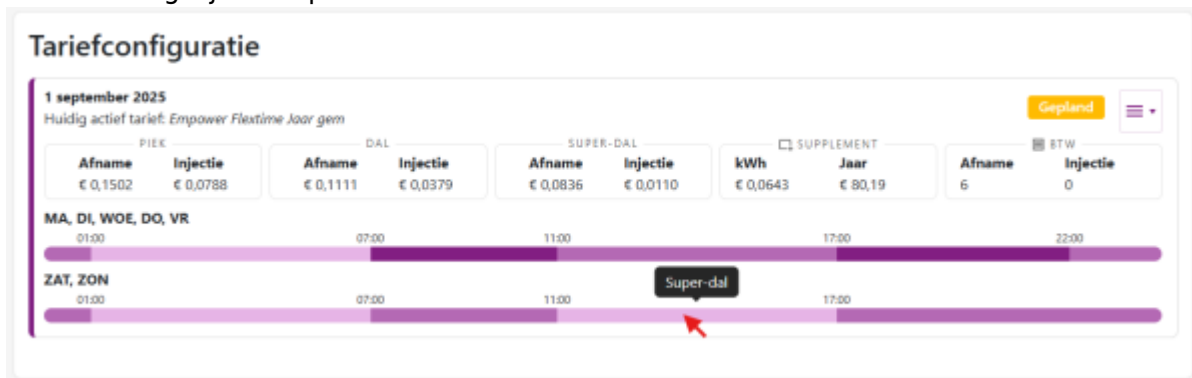 Tariefconfiguratie
1 september 2025
Huidig actief tarief: Empower Flextime Jaar gem
Gepland
PIEK
DAL
SUPER-DAL
SUPPLEMENT
BTW
Afname Injectie Afname Injectie Afname Injectie kWh Jaar Afname Injectie
€ 0,1502 € 0,0788 € 0,1111 € 0,0379 € 0,0836 € 0,0110 € 0,0643 € 80,19 6 0
MA, DI, WOE, DO, VR
01:00 07:00 11:00 17:00 22:00
ZAT, ZON
Super-dal
01:00 07:00 11:00 17:00